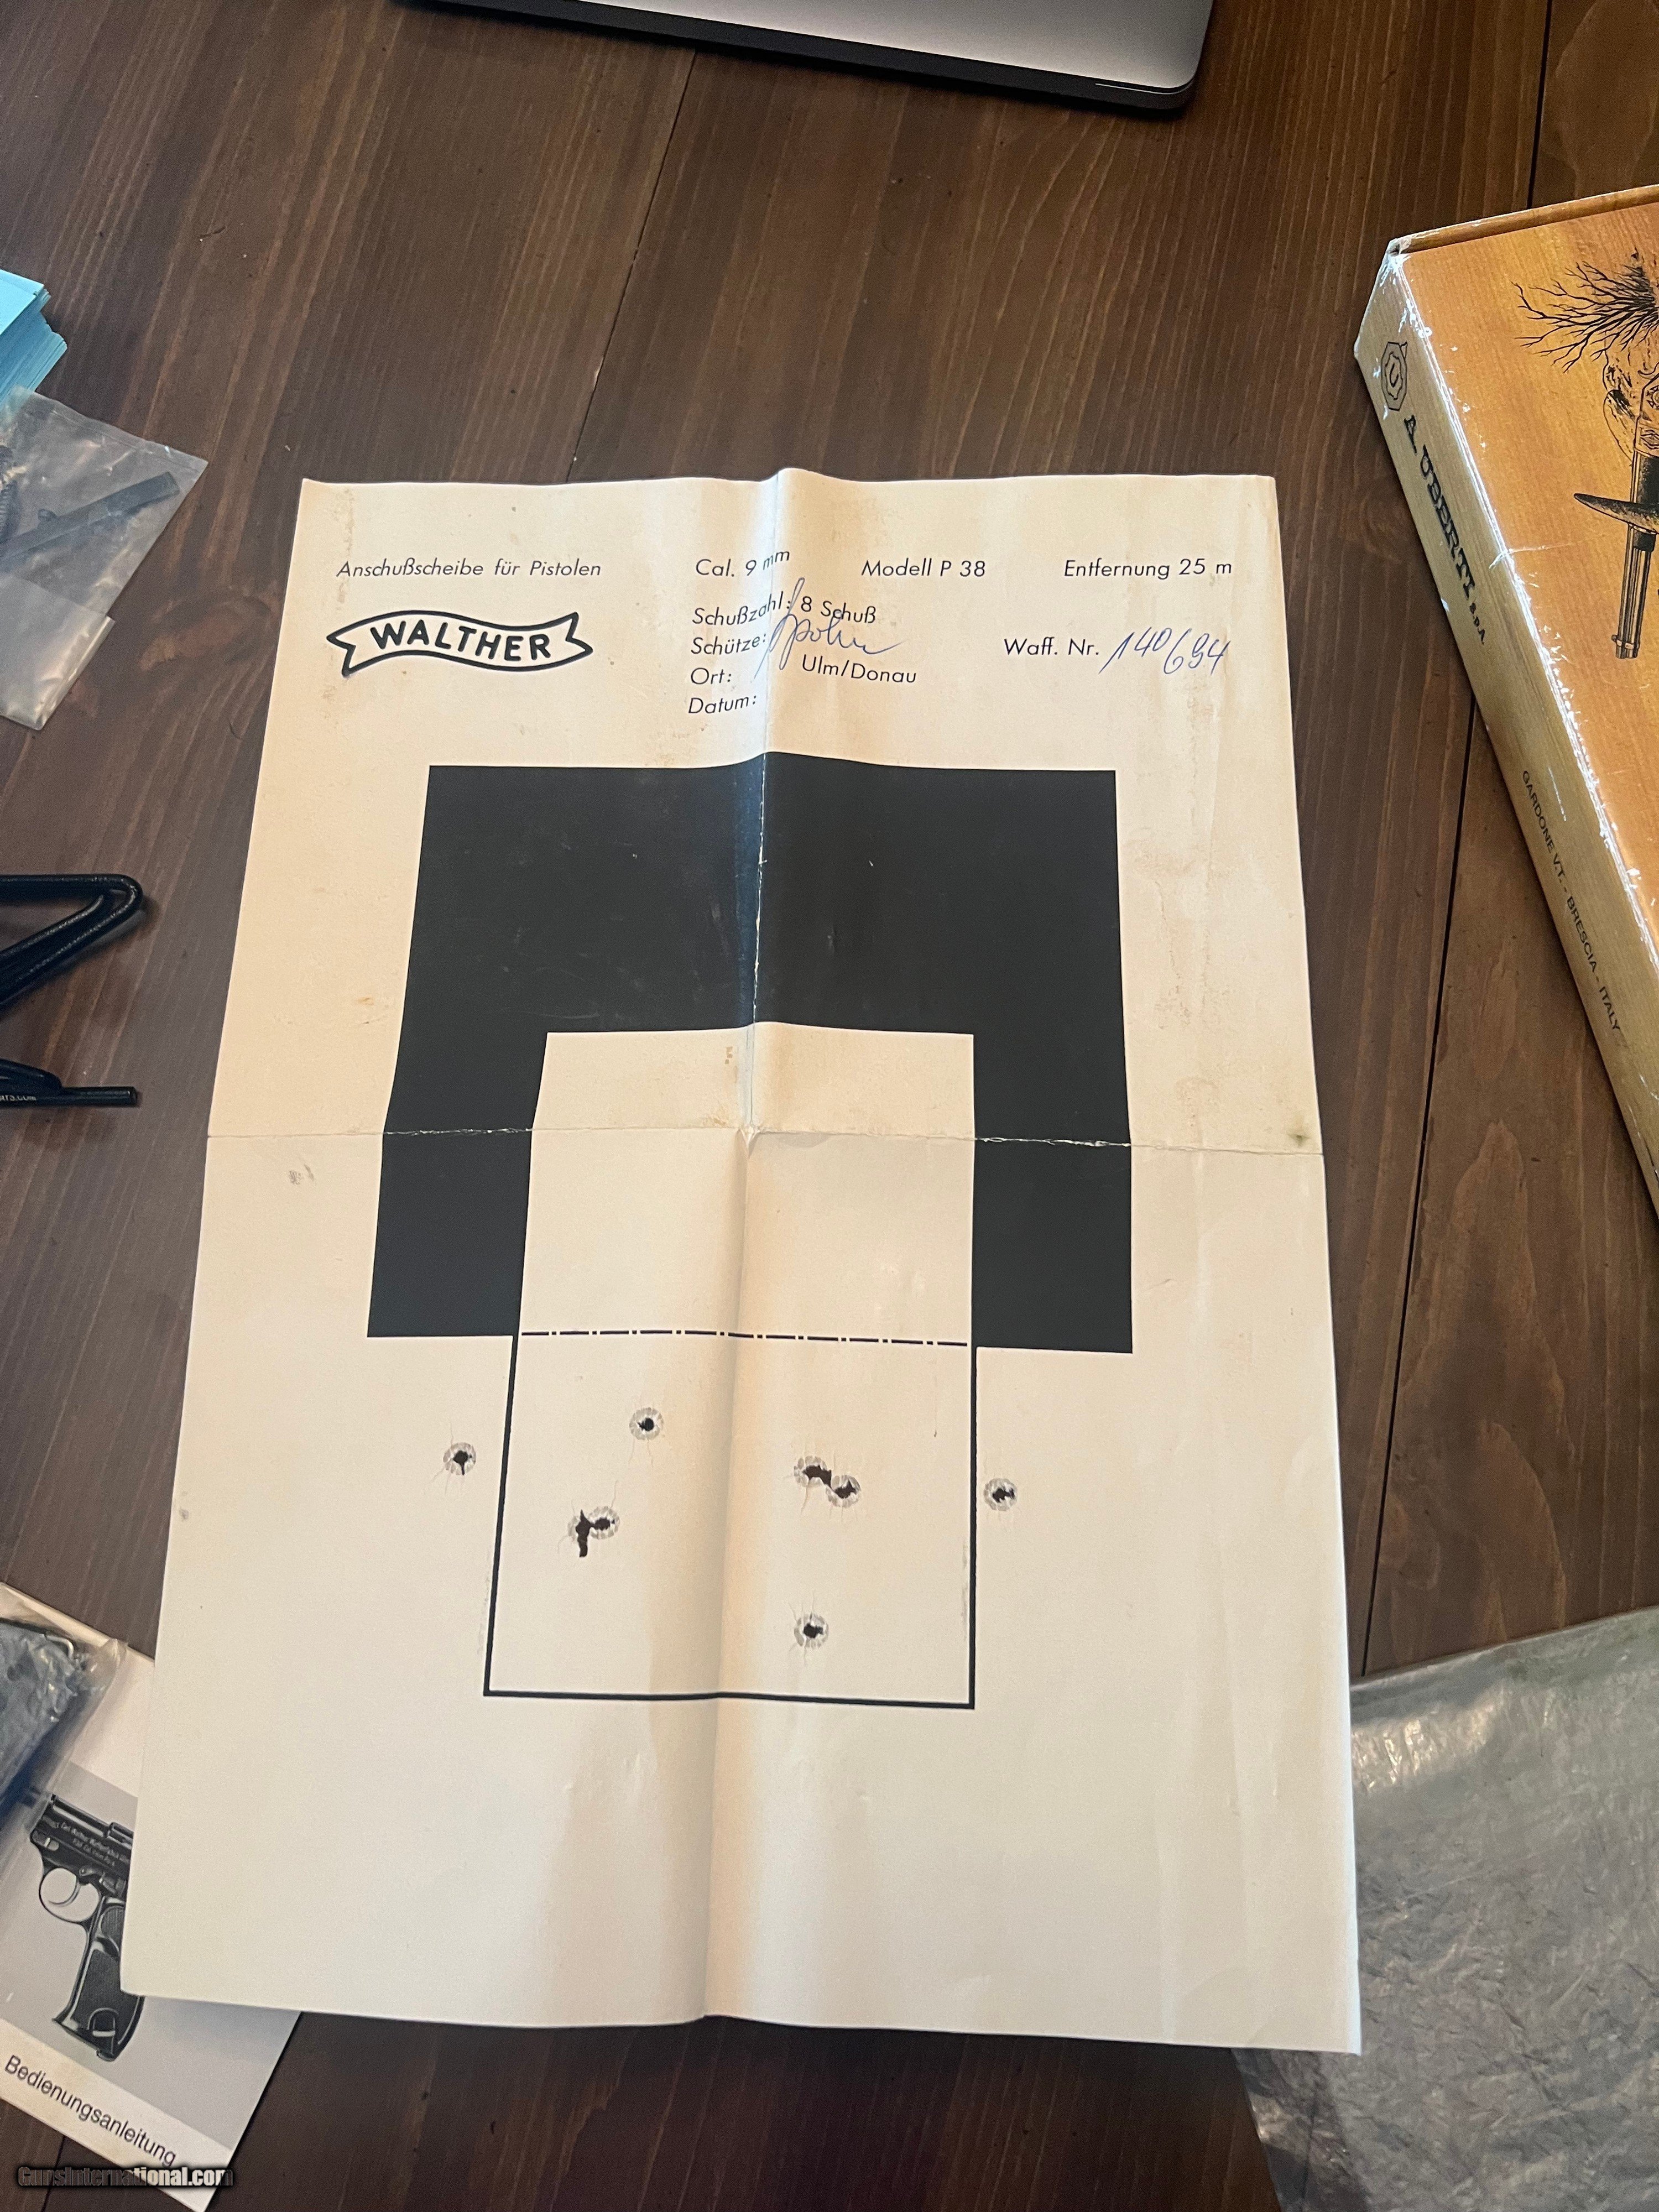 Anschußscheibe für Pistolen
Cal. 9 mm
Modell P 38
Entfernung 25 m
WALTHER
Schußzahl: 8 Schuß
Schütze:
Waff. Nr. 140694
Ort: Ulm/Donau
Datum:
U
A. UBERTI S.P.A.
GARDONE V.T. - BRESCIA - ITALY
Bedienungsanleitung
GunsInternational.com